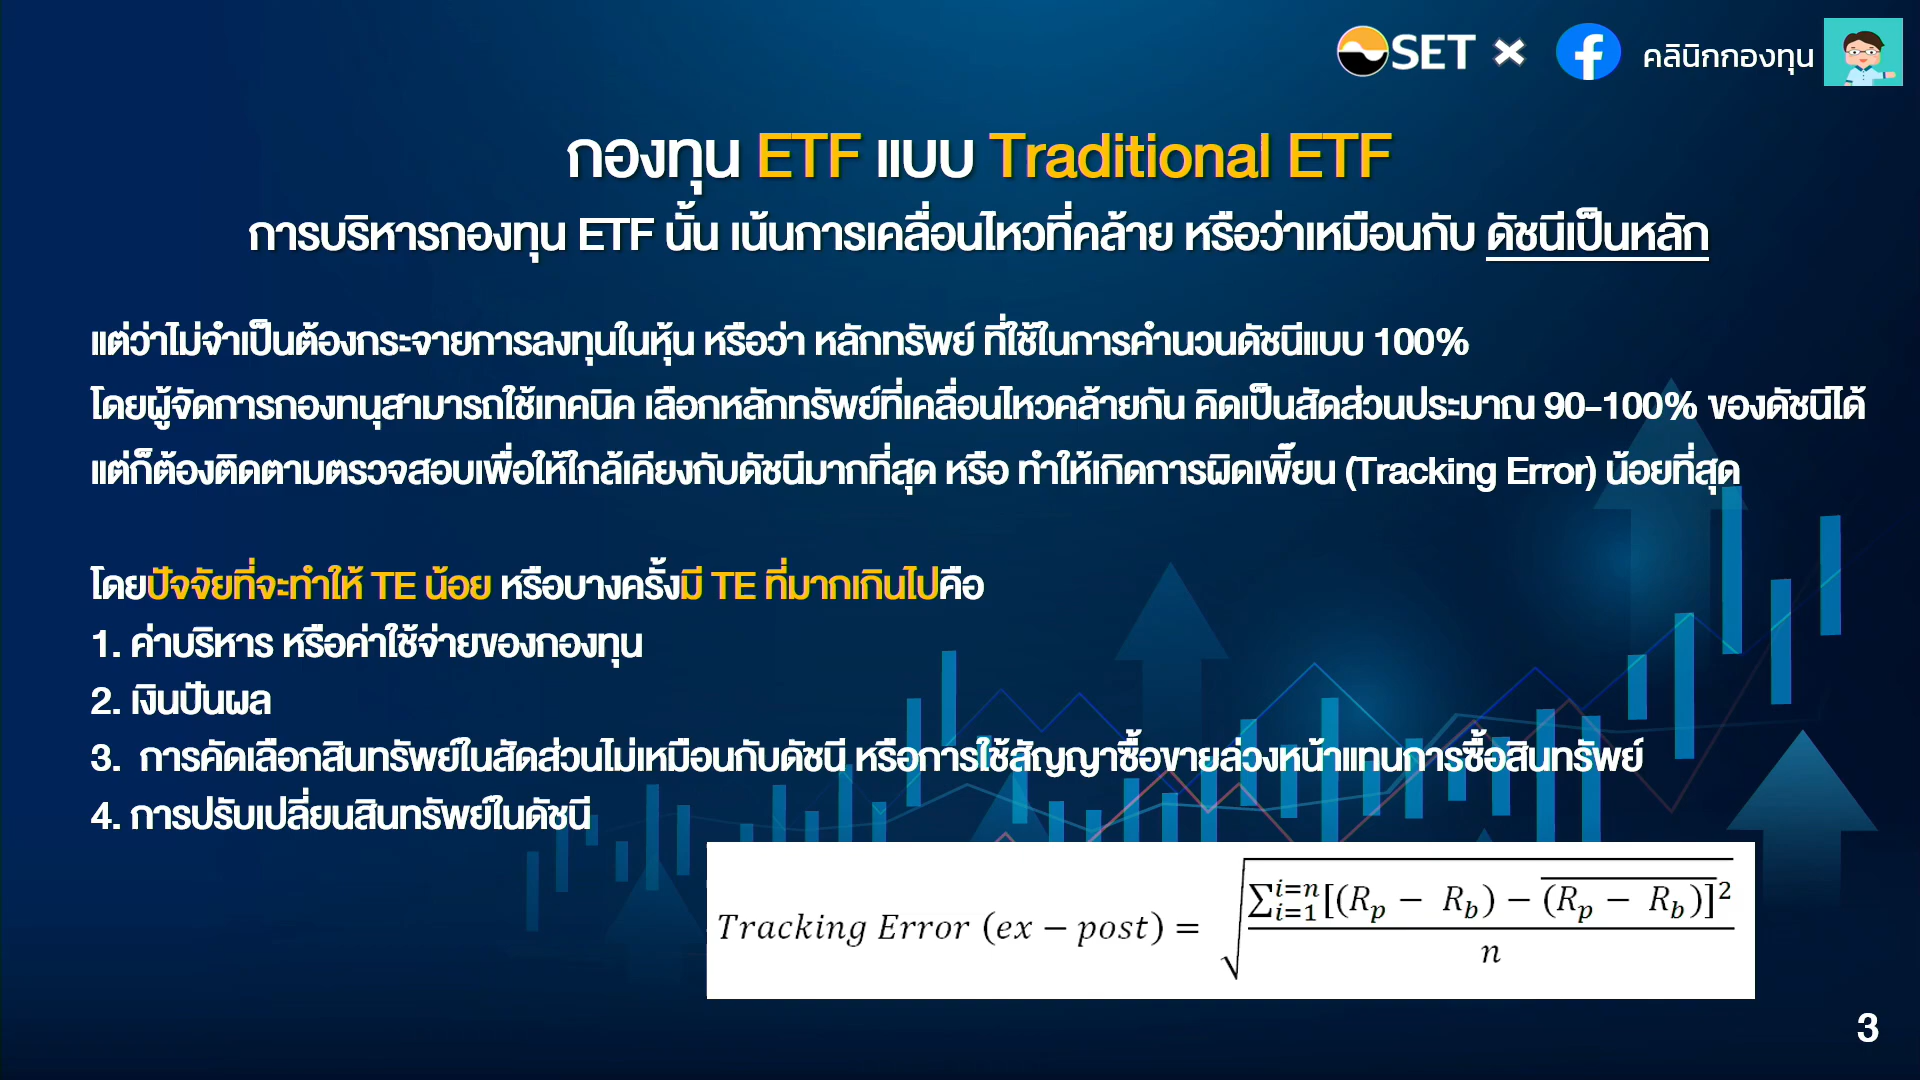 SET × f คลินิกกองทุน
กองทุน ETF แบบ Traditional ETF
การบริหารกองทุน ETF นั้น เน้นการเคลื่อนไหวที่คล้าย หรือว่าเหมือนกับ ดัชนีเป็นหลัก
แต่ว่าไม่จำเป็นต้องกระจายการลงทุนในหุ้น หรือว่า หลักทรัพย์ ที่ใช้ในการคำนวนดัชนีแบบ 100%
โดยผู้จัดการกองทนุสามารถใช้เทคนิค เลือกหลักทรัพย์ที่เคลื่อนไหวคล้ายกัน คิดเป็นสัดส่วนประมาณ 90-100% ของดัชนีได้
แต่ก็ต้องติดตามตรวจสอบเพื่อให้ใกล้เคียงกับดัชนีมากที่สุด หรือ ทำให้เกิดการผิดเพี๊ยน (Tracking Error) น้อยที่สุด
โดยปัจจัยที่จะทำให้ TE น้อย หรือบางครั้งมี TE ที่มากเกินไปคือ
1. ค่าบริหาร หรือค่าใช้จ่ายของกองทุน
2. เงินปันผล
3. การคัดเลือกสินทรัพย์ในสัดส่วนไม่เหมือนกับดัชนี หรือการใช้สัญญาซื้อขายล่วงหน้าแทนการซื้อสินทรัพย์
4. การปรับเปลี่ยนสินทรัพย์ในดัชนี
$Tracking\ Error\ (ex-post) = \sqrt{\frac{\sum_{i=1}^{i=n}[(R_p - R_b) - \overline{(R_p - R_b)}]^2}{n}}$
3